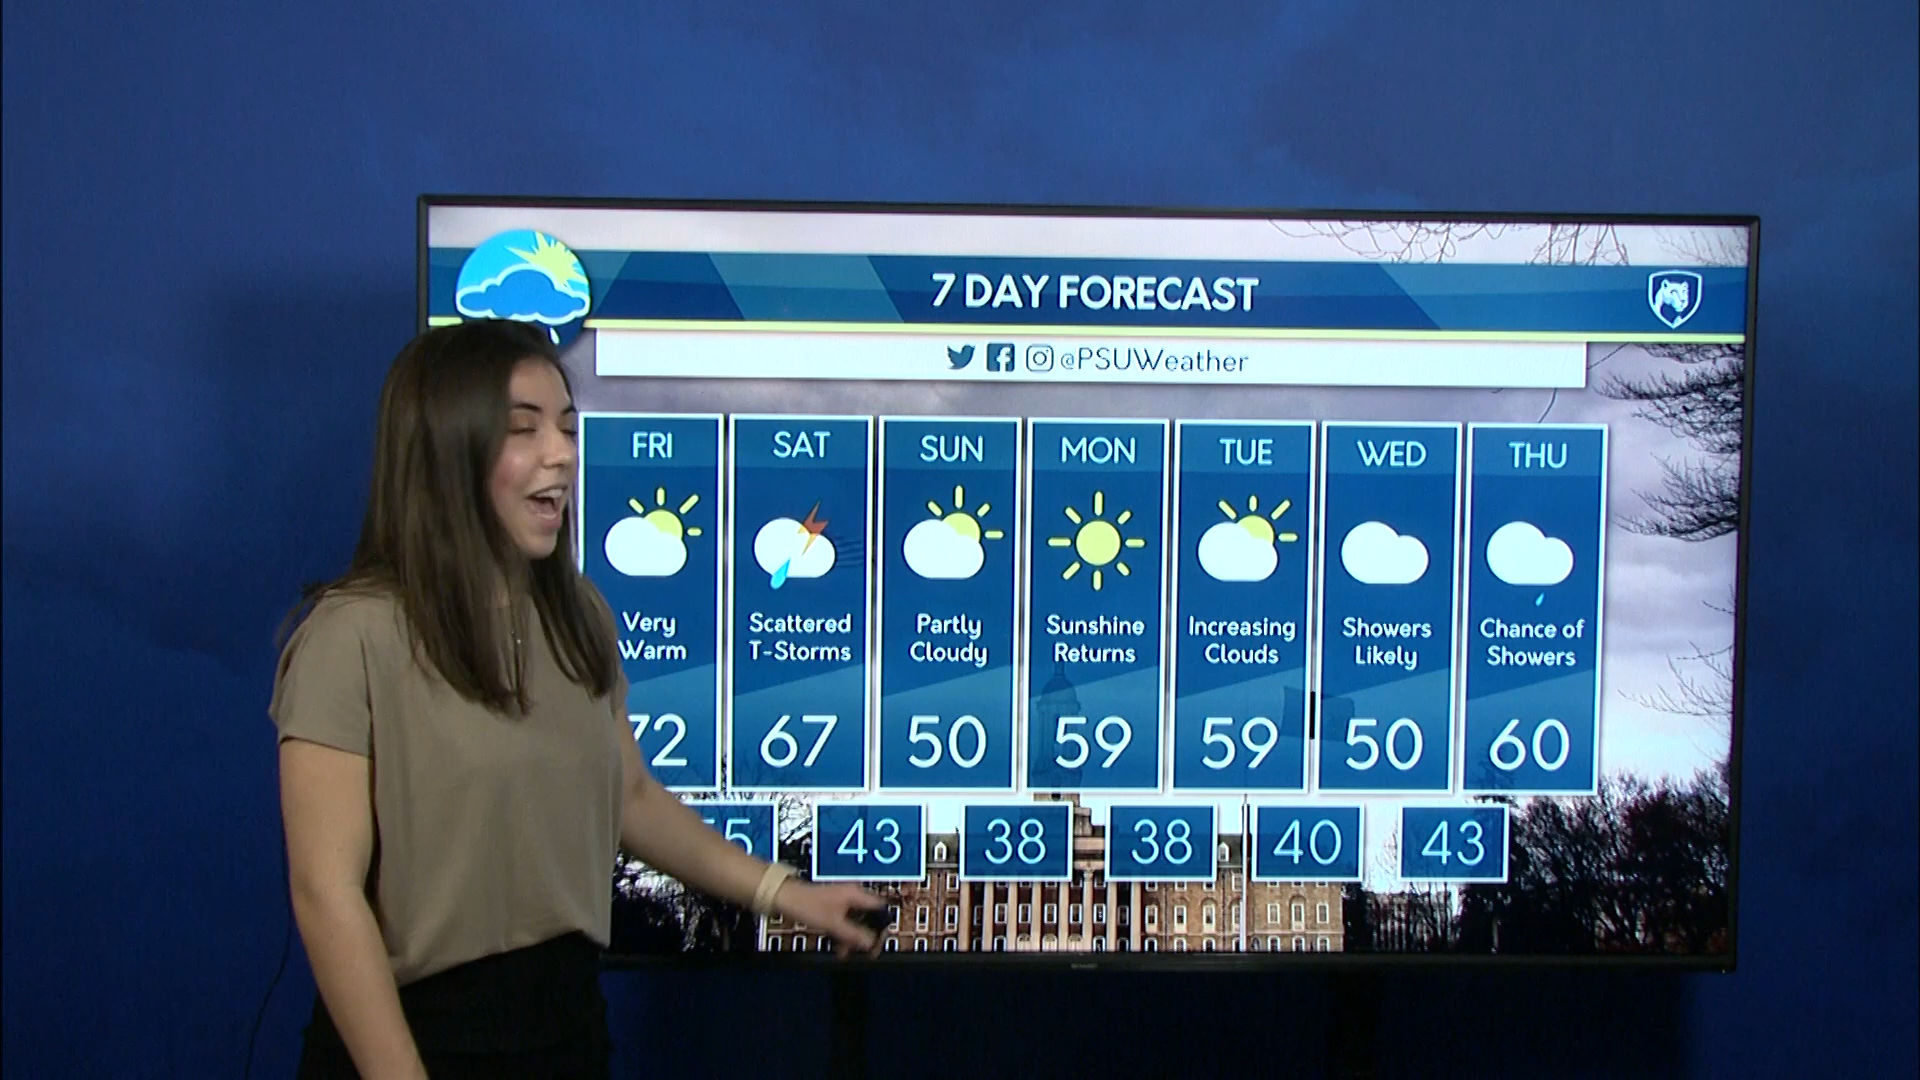 7 DAY FORECAST
@PSUWeather
FRI SAT SUN MON TUE WED THU
Very Scattered Partly Sunshine Increasing Showers Chance of
Warm T-Storms Cloudy Returns Clouds Likely Showers
72 67 50 59 59 50 60
43 38 38 40 43